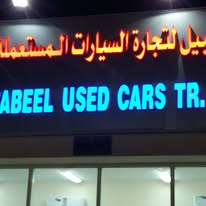 بيل لتجارة السيارات المستعملة
ABEEL USED CARS TR.